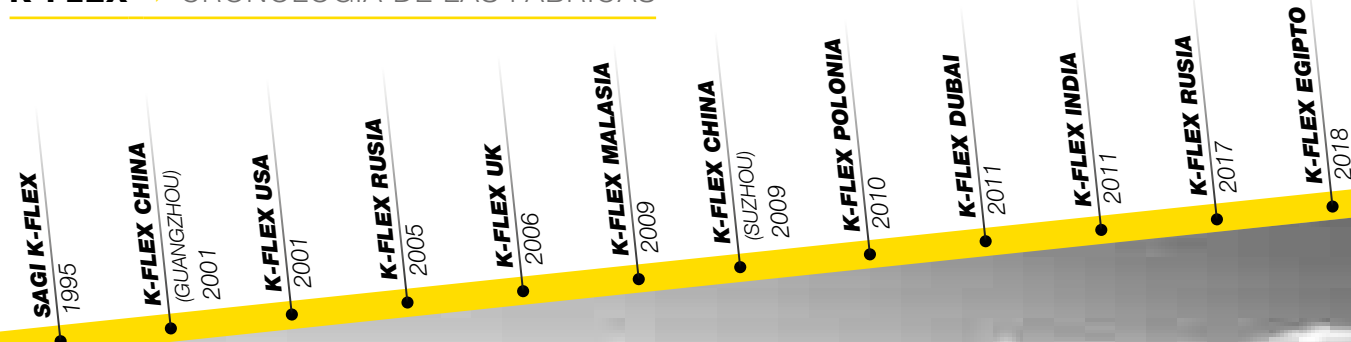 K-FLEX CRONOLOGÍA DE LAS FÁBRICAS
SAGI K-FLEX
1995
K-FLEX CHINA
(GUANGZHOU)
2001
K-FLEX USA
2001
K-FLEX RUSIA
2005
K-FLEX UK
2006
K-FLEX MALASIA
2009
K-FLEX CHINA
(SUZHOU)
2009
K-FLEX POLONIA
2010
K-FLEX DUBAI
2011
K-FLEX INDIA
2011
K-FLEX RUSIA
2017
K-FLEX EGIPTO
2018